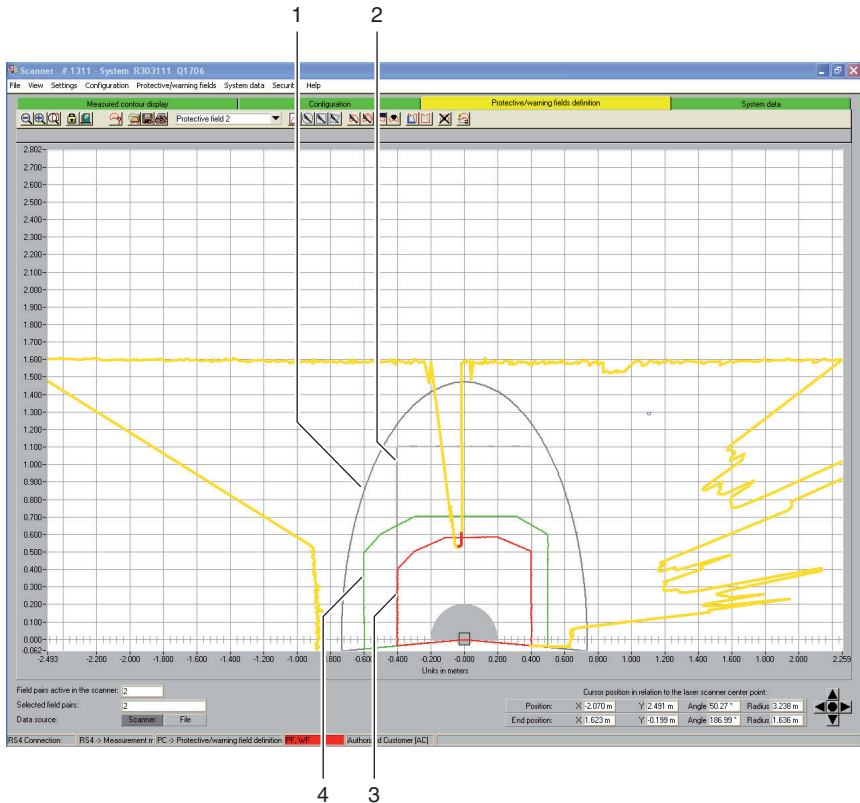 1 2
Scanner # 1311 - System R303111 Q1706
File View Settings Configuration Protective/warning fields System data Securit Help
Measured contour display Configuration Protective/warning fields definition System data
Protective field 2
2.802
2.700
2.600
2.500
2.400
2.300
2.200
2.100
2.000
1.900
1.800
1.700
1.600
1.500
1.400
1.300
1.200
1.100
1.000
0.900
0.800
0.700
0.600
0.500
0.400
0.300
0.200
0.100
0.000
-0.062
-2.493 -2.200 -2.000 -1.800 -1.600 -1.400 -1.200 -1.000 -0.800 -0.600 -0.400 -0.200 -0.000 0.200 0.400 0.600 0.800 1.000 1.200 1.400 1.600 1.800 2.000 2.259
Units in meters
Field pairs active in the scanner: 2
Selected field pairs: 2
Data source: Scanner File
Cursor position in relation to the laser scanner center point:
Position: X -2.070 m Y 2.491 m Angle 50.27 ° Radius 3.238 m
End position: X 1.623 m Y -0.199 m Angle 186.99 ° Radius 1.636 m
RS4 Connection RS4 -> Measurement m PC -> Protective/warning field definition PF, WF Authorized Customer [AC]
4 3